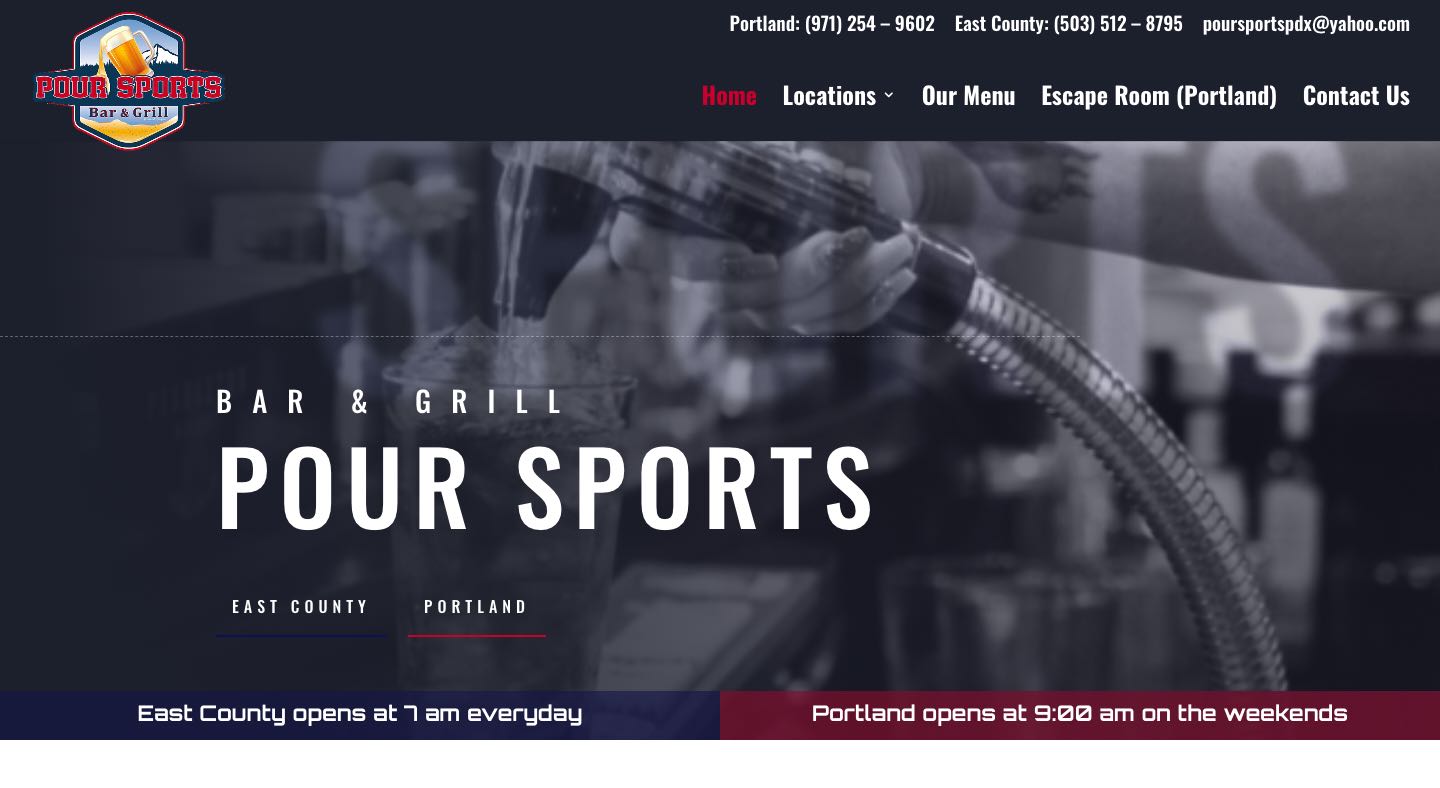 Portland: (971) 254 – 9602 East County: (503) 512 – 8795 poursportspdx@yahoo.com
POUR SPORTS
Bar & Grill
Home Locations Our Menu Escape Room (Portland) Contact Us
BAR & GRILL
POUR SPORTS
EAST COUNTY PORTLAND
East County opens at 7 am everyday
Portland opens at 9:00 am on the weekends